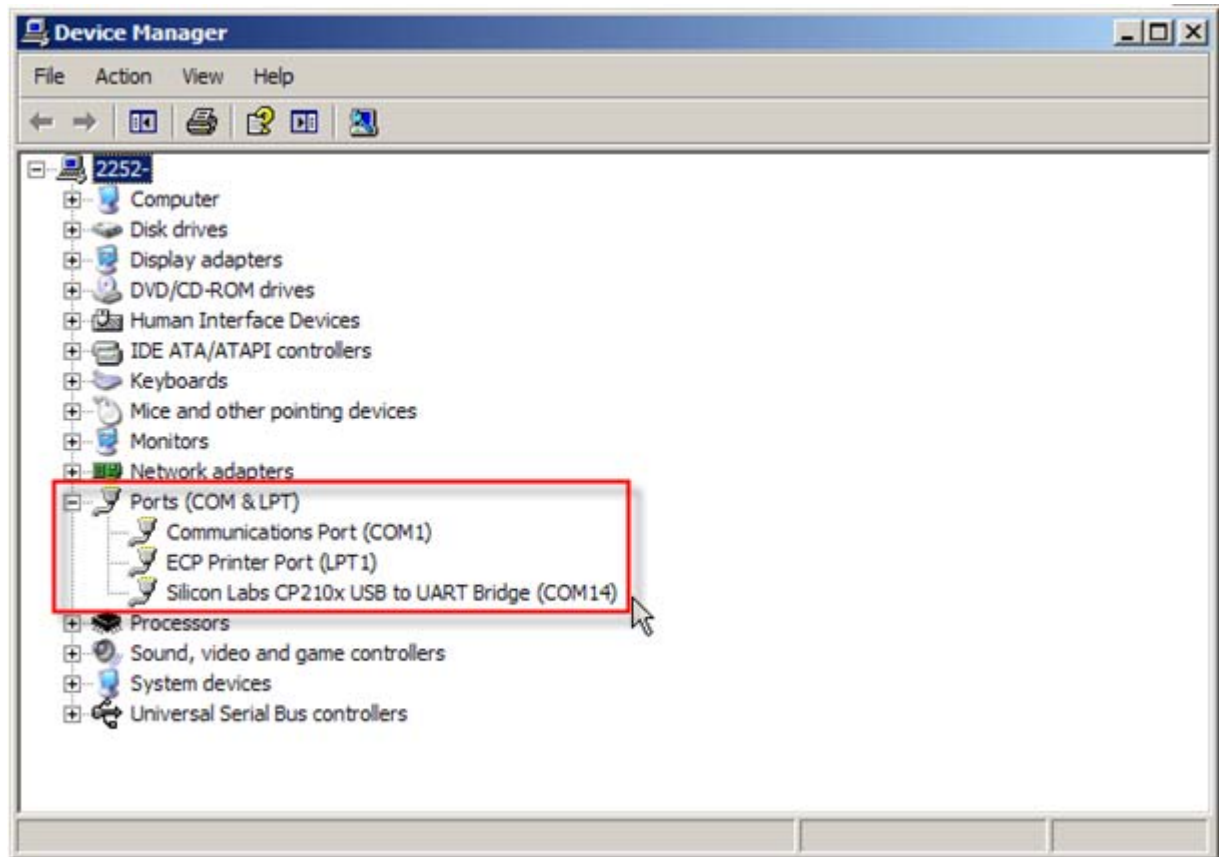 Device Manager
File Action View Help
2252-
Computer
Disk drives
Display adapters
DVD/CD-ROM drives
Human Interface Devices
IDE ATA/ATAPI controllers
Keyboards
Mice and other pointing devices
Monitors
Network adapters
Ports (COM & LPT)
Communications Port (COM1)
ECP Printer Port (LPT1)
Silicon Labs CP210x USB to UART Bridge (COM14)
Processors
Sound, video and game controllers
System devices
Universal Serial Bus controllers